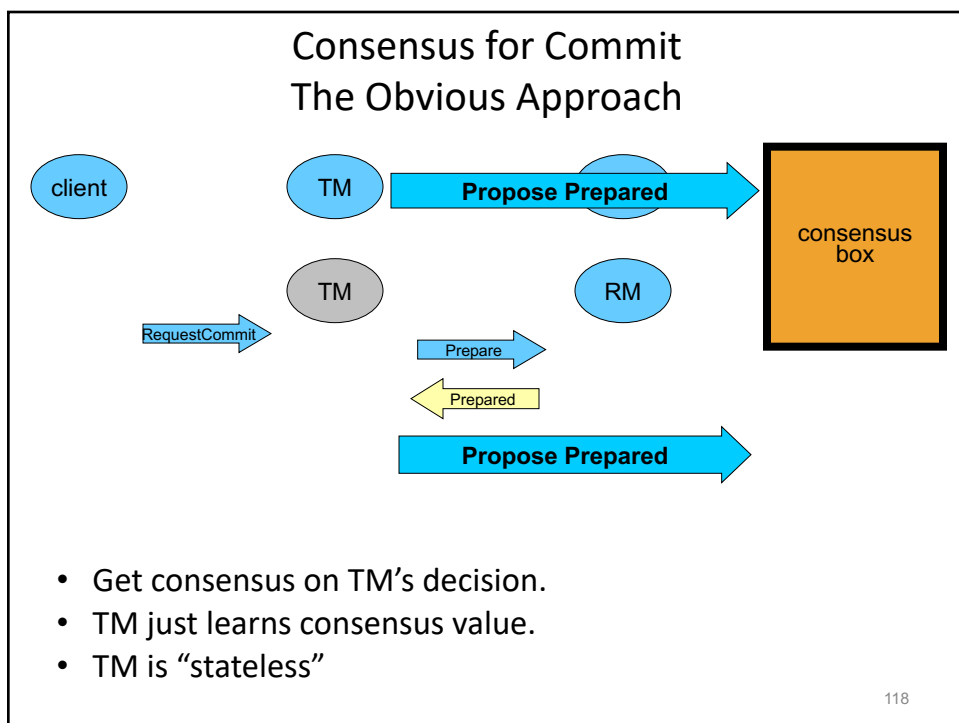 Consensus for Commit
The Obvious Approach
client
TM
Propose Prepared
consensus
box
TM
RM
RequestCommit
Prepare
Prepared
Propose Prepared
• Get consensus on TM’s decision.
• TM just learns consensus value.
• TM is “stateless”
118